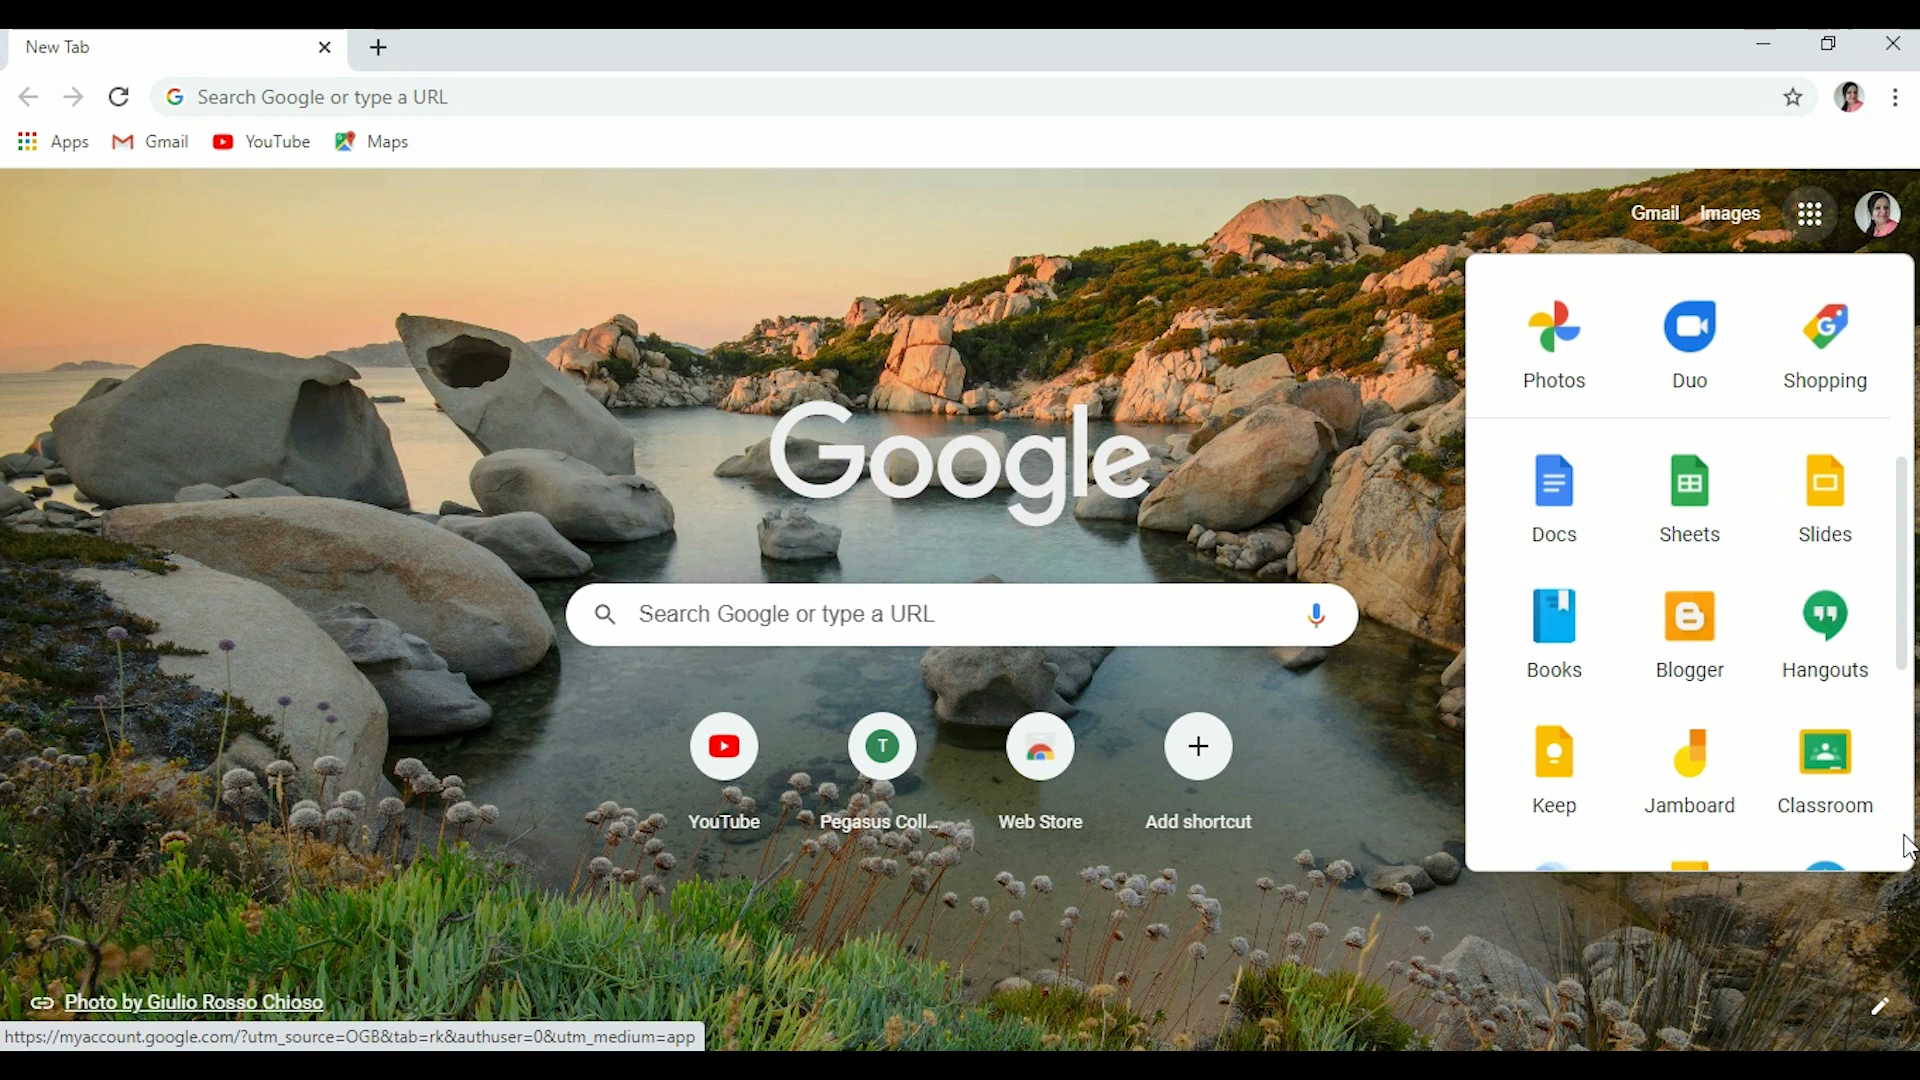 New Tab
Search Google or type a URL
Apps Gmail YouTube Maps
Gmail Images
Photos Duo Shopping
Google
Docs Sheets Slides
Search Google or type a URL
Books Blogger Hangouts
T
YouTube Pegasus Coll... Web Store Add shortcut
Keep Jamboard Classroom
Photo by Giulio Rosso Chioso
https://myaccount.google.com/?utm_source=OGB&tab=rk&authuser=0&utm_medium=app